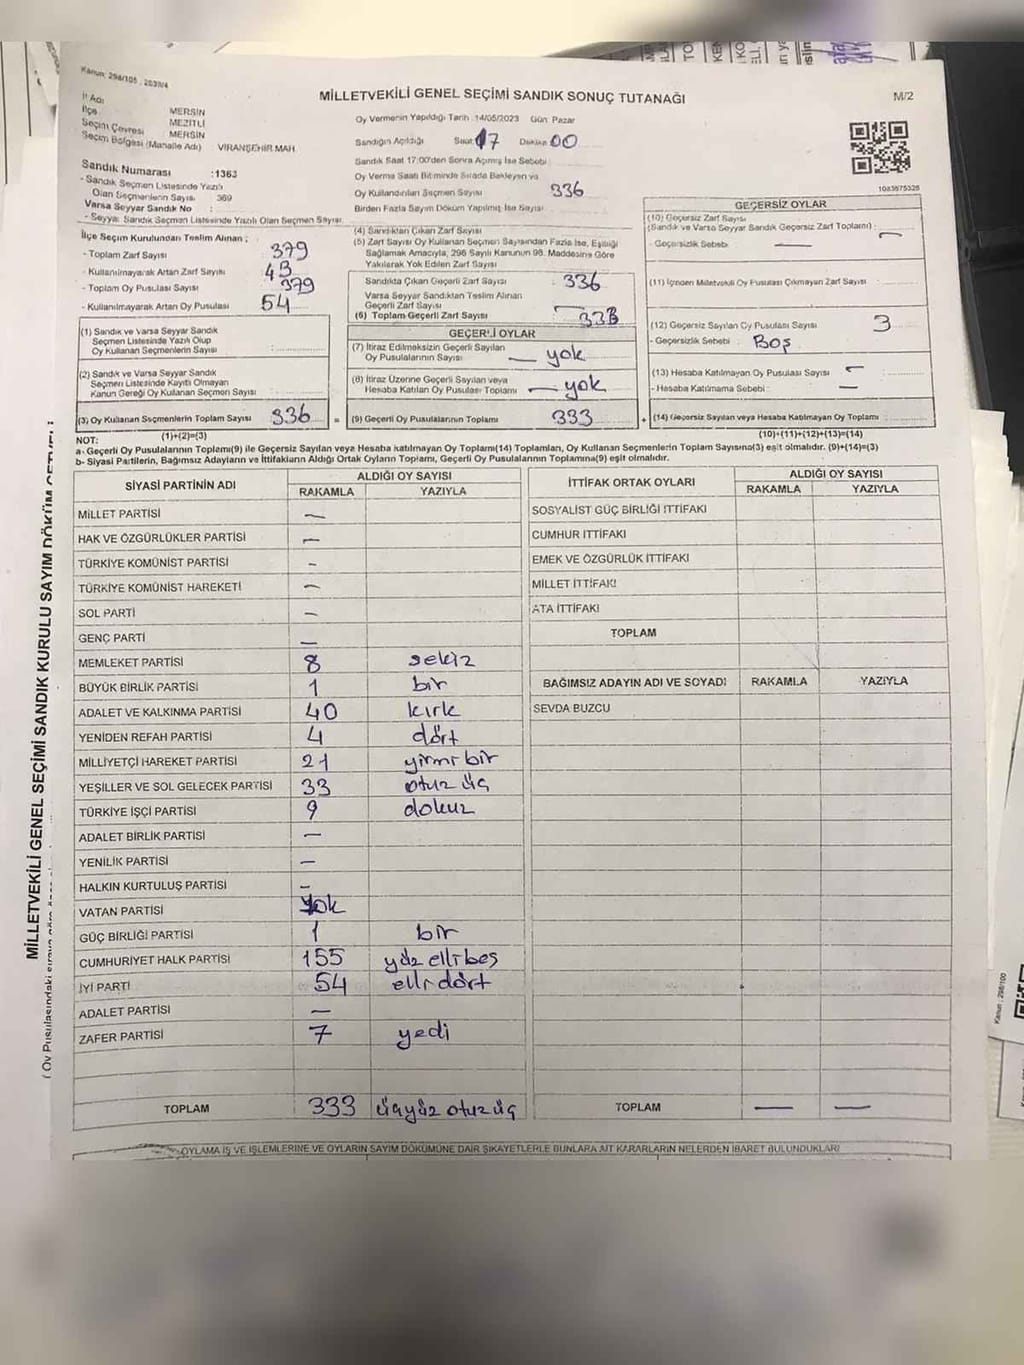 Kanun: 298/105 - 2839/4
MİLLETVEKİLİ GENEL SEÇİMİ SANDIK SONUÇ TUTANAĞI
M/2
İl Adı MERSİN
İlçe MEZİTLİ
Seçim Çevresi MERSİN
Seçim Bölgesi (Mahalle Adı) : VİRANŞEHİR MAH.
Sandık Numarası :1363
- Sandık Seçmen Listesinde Yazılı
Olan Seçmenlerin Sayısı 369
Varsa Seyyar Sandık No :
- Seyyar Sandık Seçmen Listesinde Yazılı Olan Seçmen Sayısı:
İlçe Seçim Kurulundan Teslim Alınan ;
- Toplam Zarf Sayısı 379
- Kullanılmayarak Artan Zarf Sayısı 43
- Toplam Oy Pusulası Sayısı 379
- Kullanılmayarak Artan Oy Pusulası 54
(1) Sandık ve Varsa Seyyar Sandık
Seçmen Listesinde Yazılı Olup
Oy Kullanan Seçmenlerin Sayısı :
(2) Sandık ve Varsa Seyyar Sandık
Seçmen Listesinde Kayıtlı Olmayan
Kanun Gereği Oy Kullanan Seçmen Sayısı :
(3) Oy Kullanan Seçmenlerin Toplam Sayısı 336 =
(1)+(2)=(3)
Oy Vermenin Yapıldığı Tarih : 14/05/2023 Gün: Pazar
Sandığın Açıldığı Saat: 17 Dakika: 00
Sandık Saat 17:00'den Sonra Açılmış İse Sebebi :
Oy Verme Saati Bitiminde Sırada Bekleyen ve
Oy Kullandırılan Seçmen Sayısı 336
Birden Fazla Sayım Döküm Yapılmış İse Sayısı
(4) Sandıktan Çıkan Zarf Sayısı
(5) Zarf Sayısı Oy Kullanan Seçmen Sayısından Fazla İse, Eşitliği
Sağlamak Amacıyla, 298 Sayılı Kanunun 98. Maddesine Göre
Yakılarak Yok Edilen Zarf Sayısı
Sandıkta Çıkan Geçerli Zarf Sayısı : 336
Varsa Seyyar Sandıktan Teslim Alınan
Geçerli Zarf Sayısı
(6) Toplam Geçerli Zarf Sayısı : 333
GEÇERLİ OYLAR
(7) İtiraz Edilmeksizin Geçerli Sayılan
Oy Pusulalarının Sayısı : — yok
(8) İtiraz Üzerine Geçerli Sayılan veya
Hesaba Katılan Oy Pusulası Toplamı — yok
(9) Geçerli Oy Pusulalarının Toplamı 333 +
1083675325
GEÇERSİZ OYLAR
(10) Geçersiz Zarf Sayısı
(Sandık ve Varsa Seyyar Sandık Geçersiz Zarf Toplamı) : —
- Geçersizlik Sebebi : —
(11) İçinden Milletvekili Oy Pusulası Çıkmayan Zarf Sayısı :
(12) Geçersiz Sayılan Oy Pusulası Sayısı 3
- Geçersizlik Sebebi : Boş
(13) Hesaba Katılmayan Oy Pusulası Sayısı —
- Hesaba Katılmama Sebebi : —
(14) Geçersiz Sayılan veya Hesaba Katılmayan Oy Toplamı :
(10)+(11)+(12)+(13)=(14)
NOT:
a- Geçerli Oy Pusulalarının Toplamı(9) ile Geçersiz Sayılan veya Hesaba katılmayan Oy Toplamı(14) Toplamları, Oy Kullanan Seçmenlerin Toplam Sayısına(3) eşit olmalıdır. (9)+(14)=(3)
b- Siyasi Partilerin, Bağımsız Adayların ve İttifakların Aldığı Ortak Oyların Toplamı, Geçerli Oy Pusulalarının Toplamına(9) eşit olmalıdır.
SİYASİ PARTİNİN ADI ALDIĞI OY SAYISI
RAKAMLA YAZIYLA
MİLLET PARTİSİ —
HAK VE ÖZGÜRLÜKLER PARTİSİ —
TÜRKİYE KOMÜNİST PARTİSİ -
TÜRKİYE KOMÜNİST HAREKETİ —
SOL PARTİ —
GENÇ PARTİ —
MEMLEKET PARTİSİ 8 sekiz
BÜYÜK BİRLİK PARTİSİ 1 bir
ADALET VE KALKINMA PARTİSİ 40 kırk
YENİDEN REFAH PARTİSİ 4 dört
MİLLİYETÇİ HAREKET PARTİSİ 21 yirmi bir
YEŞİLLER VE SOL GELECEK PARTİSİ 33 otuz üç
TÜRKİYE İŞÇİ PARTİSİ 9 dokuz
ADALET BİRLİK PARTİSİ —
YENİLİK PARTİSİ —
HALKIN KURTULUŞ PARTİSİ -
VATAN PARTİSİ yok
GÜÇ BİRLİĞİ PARTİSİ 1 bir
CUMHURİYET HALK PARTİSİ 155 yüz elli beş
İYİ PARTİ 54 elli dört
ADALET PARTİSİ —
ZAFER PARTİSİ 7 yedi
TOPLAM 333 üçyüz otuz üç
İTTİFAK ORTAK OYLARI ALDIĞI OY SAYISI
RAKAMLA YAZIYLA
SOSYALİST GÜÇ BİRLİĞİ İTTİFAKI
CUMHUR İTTİFAKI
EMEK VE ÖZGÜRLÜK İTTİFAKI
MİLLET İTTİFAKI
ATA İTTİFAKI
TOPLAM
BAĞIMSIZ ADAYIN ADI VE SOYADI RAKAMLA YAZIYLA
SEVDA BUZCU
TOPLAM — —
OYLAMA İŞ VE İŞLEMLERİNE VE OYLARIN SAYIM DÖKÜMÜNE DAİR ŞİKAYETLERLE BUNLARA AİT KARARLARIN NELERDEN İBARET BULUNDUKLARI
MİLLETVEKİLİ GENEL SEÇİMİ SANDIK KURULU SAYIM DÖKÜM CETVELİ
( Oy Pusulasındaki
Kanun : 298/100